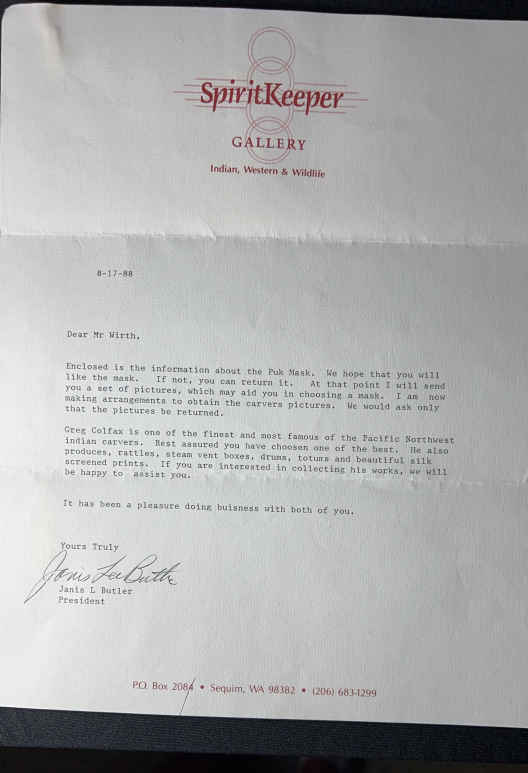 SpiritKeeper
GALLERY
Indian, Western & Wildlife
8-17-88
Dear Mr Wirth,
Enclosed is the information about the Puk Mask. We hope that you will
like the mask. If not, you can return it. At that point I will send
you a set of pictures, which may aid you in choosing a mask. I am now
making arrangements to obtain the carvers pictures. We would ask only
that the pictures be returned.
Greg Colfax is one of the finest and most famous of the Pacific Northwest
indian carvers. Rest assured you have choosen one of the best. He also
produces, rattles, steam vent boxes, drums, totums and beautiful silk
screened prints. If you are interested in collecting his works, we will
be happy to assist you.
It has been a pleasure doing buisness with both of you.
Yours Truly
Janis Lee Butler
Janis L Butler
President
P.O. Box 2084 • Sequim, WA 98382 • (206) 683-1299